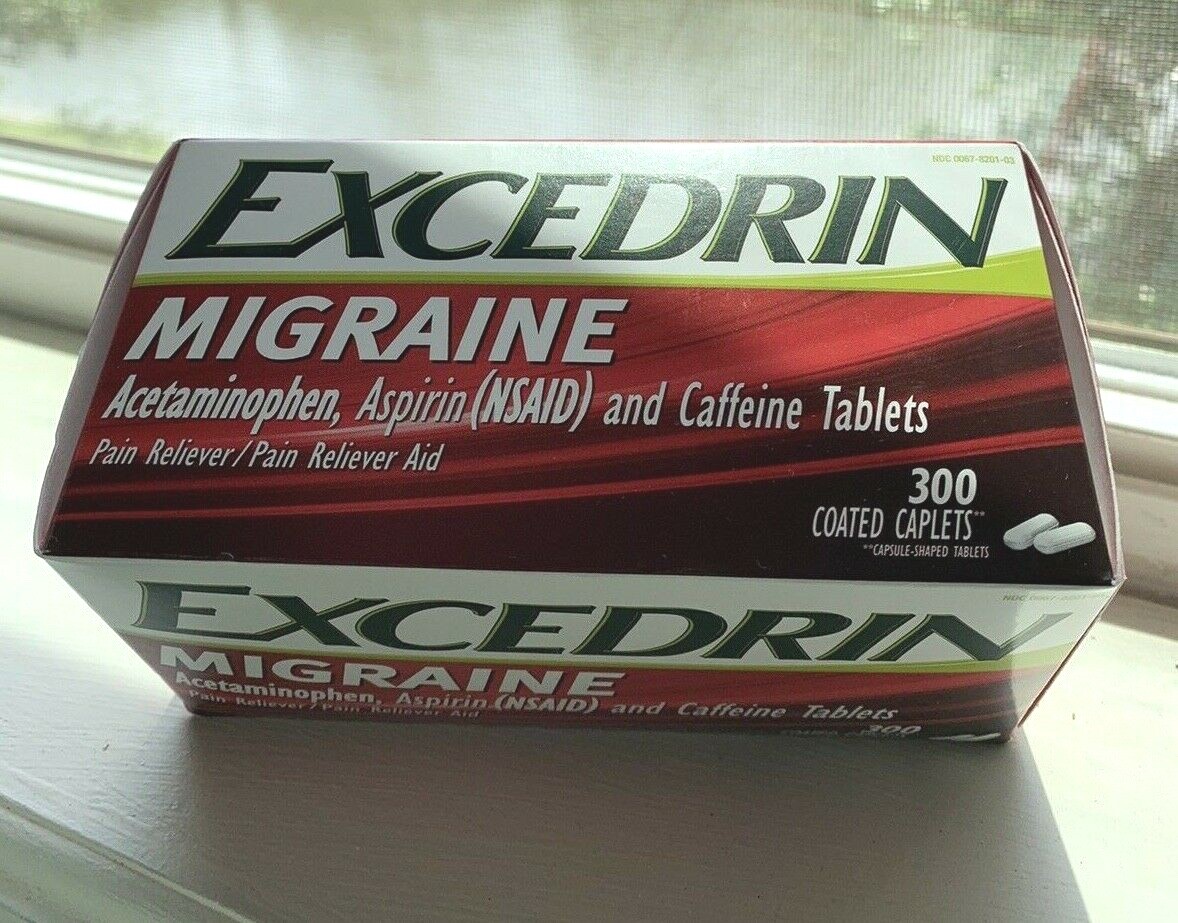 EXCEDRIN
NDC 0067-8201-03
MIGRAINE
Acetaminophen, Aspirin (NSAID) and Caffeine Tablets
Pain Reliever/Pain Reliever Aid
300
COATED CAPLETS**
**CAPSULE-SHAPED TABLETS
EXCEDRIN
MIGRAINE
Acetaminophen, Aspirin (NSAID) and Caffeine Tablets
Pain Reliever/Pain Reliever Aid
300